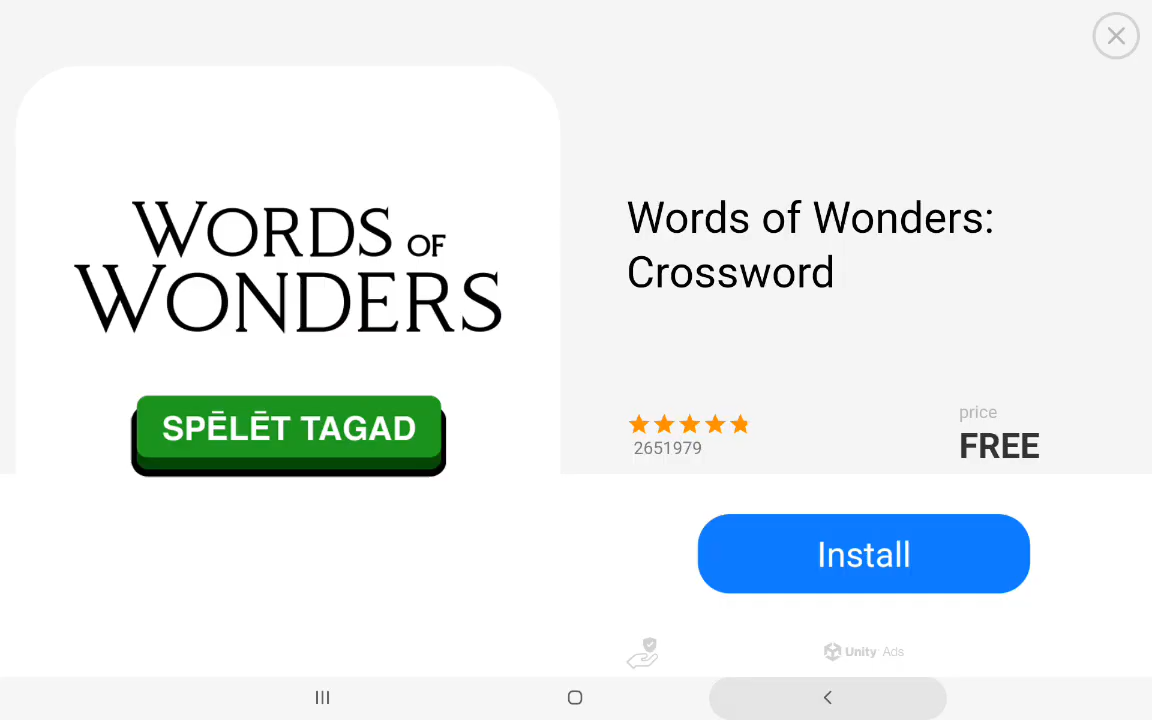 WORDS OF
WONDERS
SPĒLĒT TAGAD
Words of Wonders:
Crossword
2651979
price
FREE
Install
Unity Ads